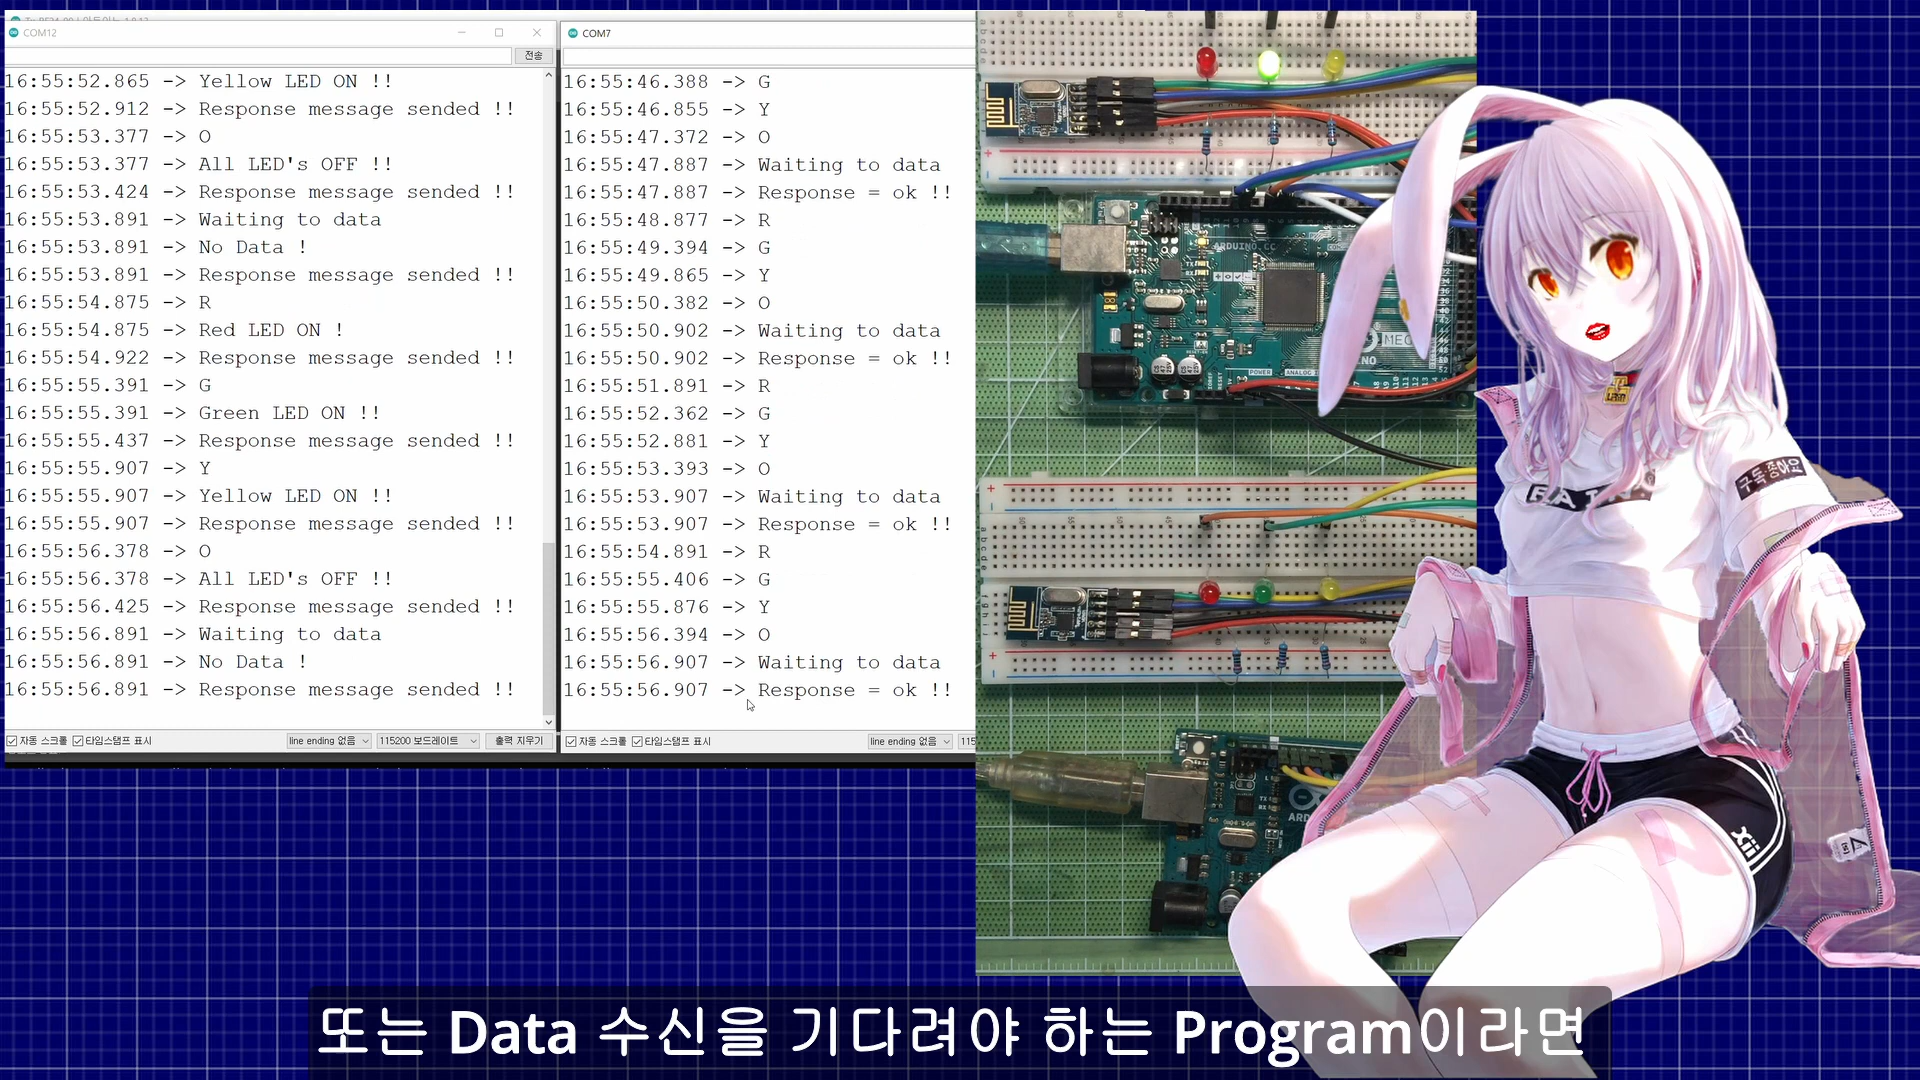 COM12
전송
16:55:52.865 -> Yellow LED ON !!
16:55:52.912 -> Response message sended !!
16:55:53.377 -> O
16:55:53.377 -> All LED's OFF !!
16:55:53.424 -> Response message sended !!
16:55:53.891 -> Waiting to data
16:55:53.891 -> No Data !
16:55:53.891 -> Response message sended !!
16:55:54.875 -> R
16:55:54.875 -> Red LED ON !
16:55:54.922 -> Response message sended !!
16:55:55.391 -> G
16:55:55.391 -> Green LED ON !!
16:55:55.437 -> Response message sended !!
16:55:55.907 -> Y
16:55:55.907 -> Yellow LED ON !!
16:55:55.907 -> Response message sended !!
16:55:56.378 -> O
16:55:56.378 -> All LED's OFF !!
16:55:56.425 -> Response message sended !!
16:55:56.891 -> Waiting to data
16:55:56.891 -> No Data !
16:55:56.891 -> Response message sended !!
자동 스크롤 타임스탬프 표시 line ending 없음 115200 보드레이트 출력 지우기
COM7
16:55:46.388 -> G
16:55:46.855 -> Y
16:55:47.372 -> O
16:55:47.887 -> Waiting to data
16:55:47.887 -> Response = ok !!
16:55:48.877 -> R
16:55:49.394 -> G
16:55:49.865 -> Y
16:55:50.382 -> O
16:55:50.902 -> Waiting to data
16:55:50.902 -> Response = ok !!
16:55:51.891 -> R
16:55:52.362 -> G
16:55:52.881 -> Y
16:55:53.393 -> O
16:55:53.907 -> Waiting to data
16:55:53.907 -> Response = ok !!
16:55:54.891 -> R
16:55:55.406 -> G
16:55:55.876 -> Y
16:55:56.394 -> O
16:55:56.907 -> Waiting to data
16:55:56.907 -> Response = ok !!
자동 스크롤 타임스탬프 표시 line ending 없음 115
ARDUINO.CC
POWER
구독좋아요
xii
또는 Data 수신을 기다려야 하는 Program이라면